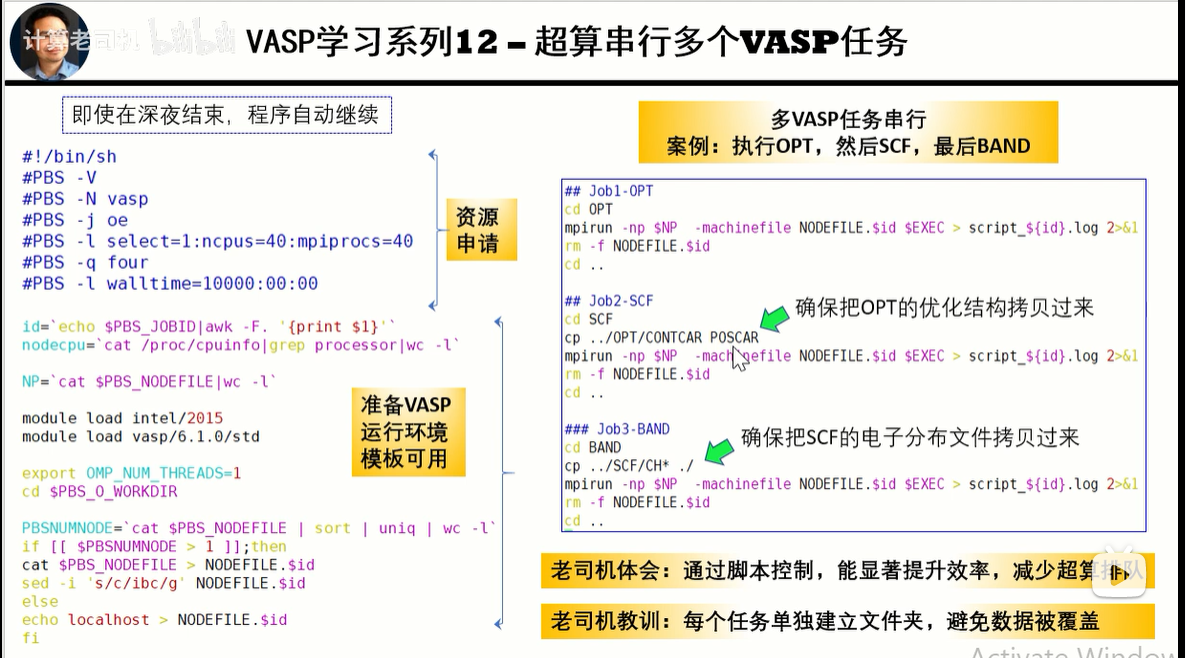 计算老司机 bilibili
VASP学习系列12 – 超算串行多个VASP任务
即使在深夜结束，程序自动继续
#!/bin/sh
#PBS -V
#PBS -N vasp
#PBS -j oe
#PBS -l select=1:ncpus=40:mpiprocs=40
#PBS -q four
#PBS -l walltime=10000:00:00
资源
申请
id=`echo $PBS_JOBID|awk -F. '{print $1}'`
nodecpu=`cat /proc/cpuinfo|grep processor|wc -l`
NP=`cat $PBS_NODEFILE|wc -l`
module load intel/2015
module load vasp/6.1.0/std
export OMP_NUM_THREADS=1
cd $PBS_O_WORKDIR
PBSNUMNODE=`cat $PBS_NODEFILE | sort | uniq | wc -l`
if [[ $PBSNUMNODE > 1 ]];then
cat $PBS_NODEFILE > NODEFILE.$id
sed -i 's/c/ibc/g' NODEFILE.$id
else
echo localhost > NODEFILE.$id
fi
准备VASP
运行环境
模板可用
多VASP任务串行
案例：执行OPT，然后SCF，最后BAND
## Job1-OPT
cd OPT
mpirun -np $NP  -machinefile NODEFILE.$id $EXEC > script_${id}.log 2>&1
rm -f NODEFILE.$id
cd ..
## Job2-SCF
cd SCF
cp ../OPT/CONTCAR POSCAR
mpirun -np $NP  -machinefile NODEFILE.$id $EXEC > script_${id}.log 2>&1
rm -f NODEFILE.$id
cd ..
确保把OPT的优化结构拷贝过来
### Job3-BAND
cd BAND
cp ../SCF/CH* ./
mpirun -np $NP  -machinefile NODEFILE.$id $EXEC > script_${id}.log 2>&1
rm -f NODEFILE.$id
cd ..
确保把SCF的电子分布文件拷贝过来
老司机体会：通过脚本控制，能显著提升效率，减少超算排队
老司机教训：每个任务单独建立文件夹，避免数据被覆盖
Activate Window